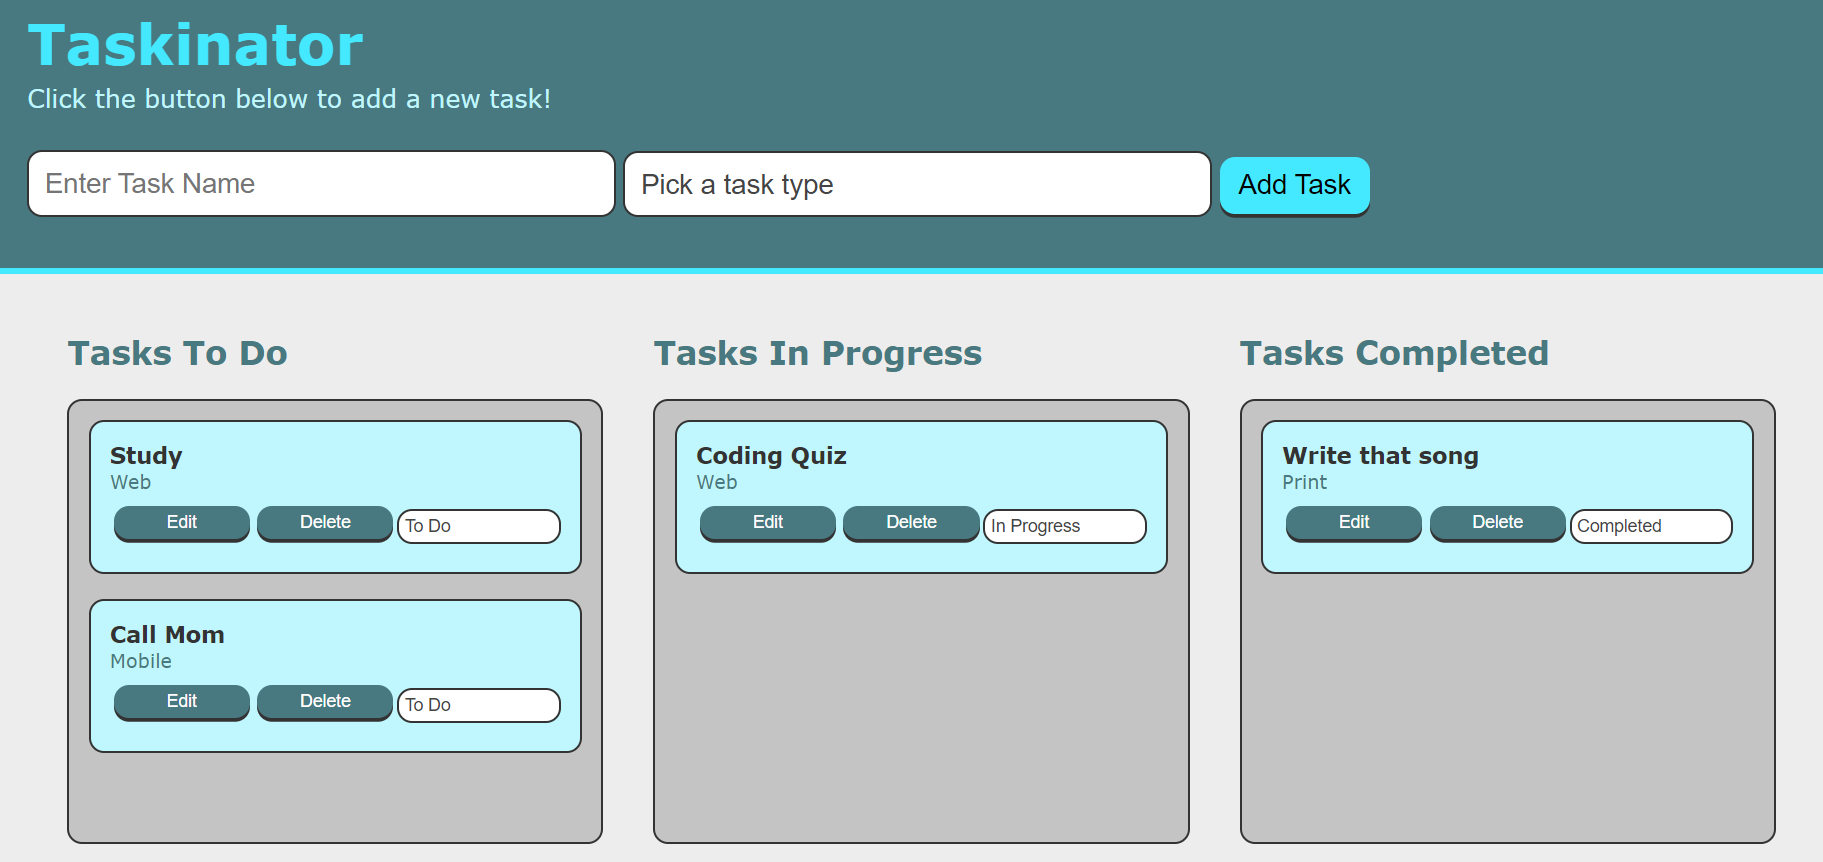 Taskinator
Click the button below to add a new task!
Enter Task Name
Pick a task type
Add Task
Tasks To Do
Study
Web
Edit
Delete
To Do
Call Mom
Mobile
Edit
Delete
To Do
Tasks In Progress
Coding Quiz
Web
Edit
Delete
In Progress
Tasks Completed
Write that song
Print
Edit
Delete
Completed